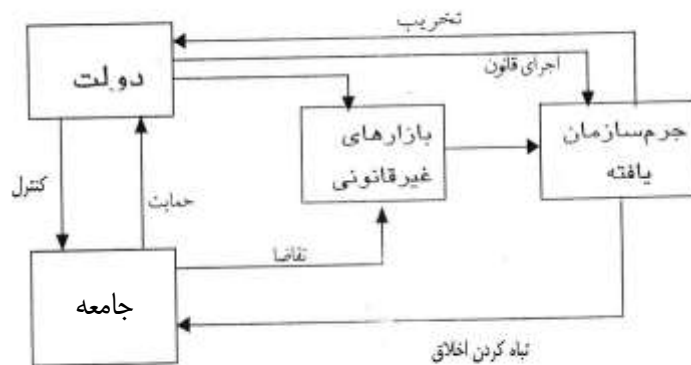 تخریب
دولت
اجرای قانون
بازارهای
غیرقانونی
جرم‌سازمان
یافته
کنترل
حمایت
تقاضا
جامعه
تباه کردن اخلاق